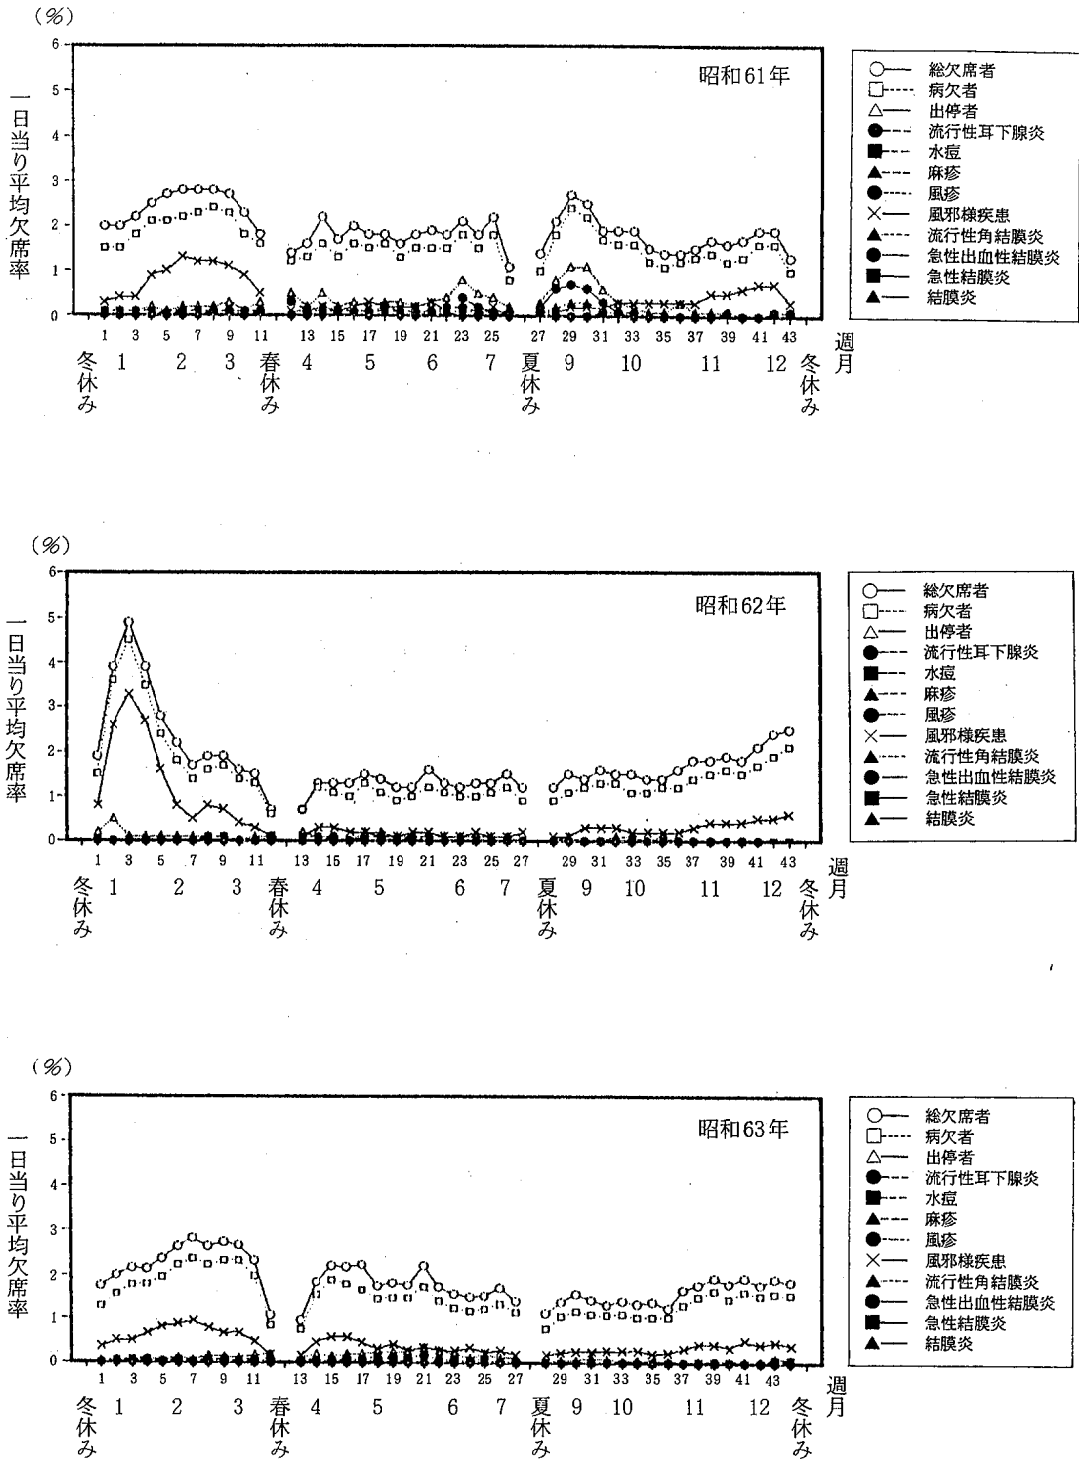 (%)
一日当り平均欠席率
6
5
4
3
2
1
0
昭和61年
1 3 5 7 9 11 13 15 17 19 21 23 25 27 29 31 33 35 37 39 41 43 週
冬休み 1 2 3 春休み 4 5 6 7 夏休み 9 10 11 12 冬休み 月
総欠席者
病欠者
出停者
流行性耳下腺炎
水痘
麻疹
風疹
風邪様疾患
流行性角結膜炎
急性出血性結膜炎
急性結膜炎
結膜炎
(%)
一日当り平均欠席率
6
5
4
3
2
1
0
昭和62年
1 3 5 7 9 11 13 15 17 19 21 23 25 27 29 31 33 35 37 39 41 43 週
冬休み 1 2 3 春休み 4 5 6 7 夏休み 9 10 11 12 冬休み 月
総欠席者
病欠者
出停者
流行性耳下腺炎
水痘
麻疹
風疹
風邪様疾患
流行性角結膜炎
急性出血性結膜炎
急性結膜炎
結膜炎
(%)
一日当り平均欠席率
6
5
4
3
2
1
0
昭和63年
1 3 5 7 9 11 13 15 17 19 21 23 25 27 29 31 33 35 37 39 41 43 週
冬休み 1 2 3 春休み 4 5 6 7 夏休み 9 10 11 12 冬休み 月
総欠席者
病欠者
出停者
流行性耳下腺炎
水痘
麻疹
風疹
風邪様疾患
流行性角結膜炎
急性出血性結膜炎
急性結膜炎
結膜炎